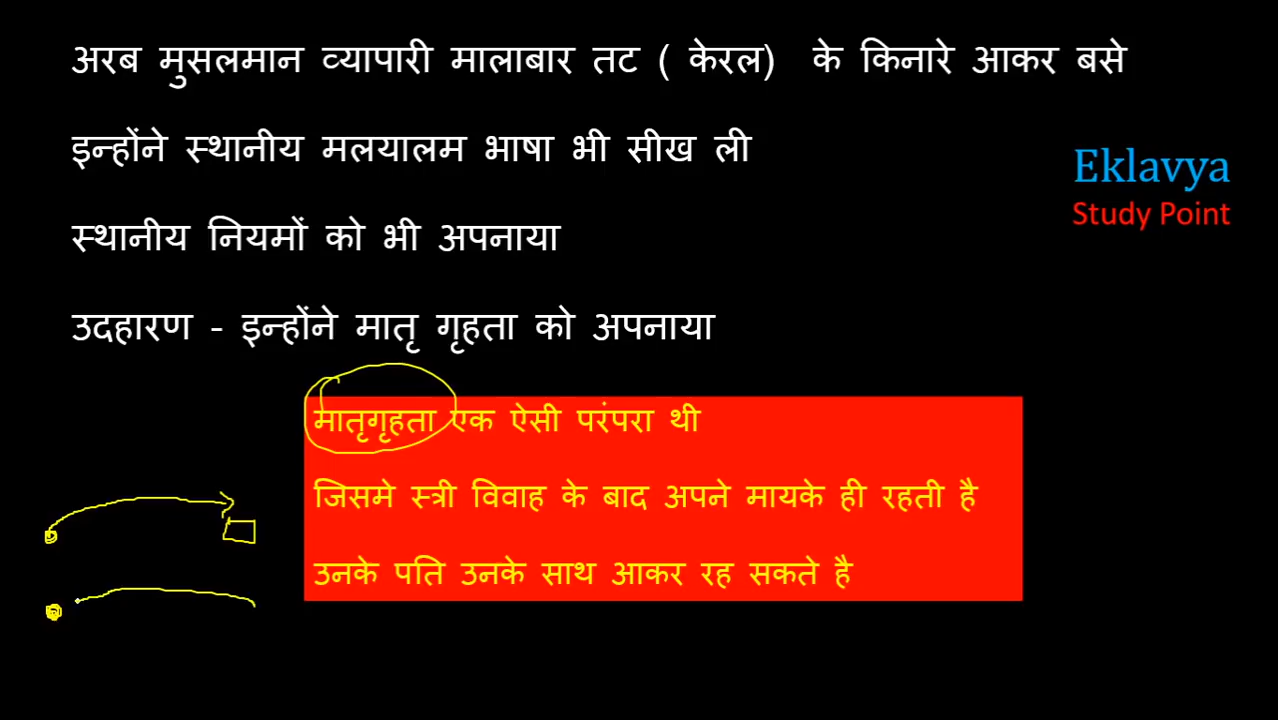 अरब मुसलमान व्यापारी मालाबार तट ( केरल) के किनारे आकर बसे
इन्होंने स्थानीय मलयालम भाषा भी सीख ली
Eklavya
Study Point
स्थानीय नियमों को भी अपनाया
उदहारण - इन्होंने मातृ गृहता को अपनाया
मातृगृहता एक ऐसी परंपरा थी
जिसमे स्त्री विवाह के बाद अपने मायके ही रहती है
उनके पति उनके साथ आकर रह सकते है